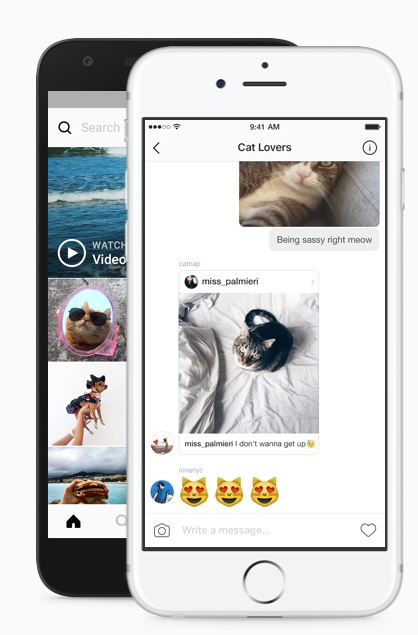 Search
WATCH
Video
9:41 AM
Cat Lovers
Being sassy right meow
catnap
miss_palmieri
miss_palmieri I don't wanna get up
ninanyc
Write a message...